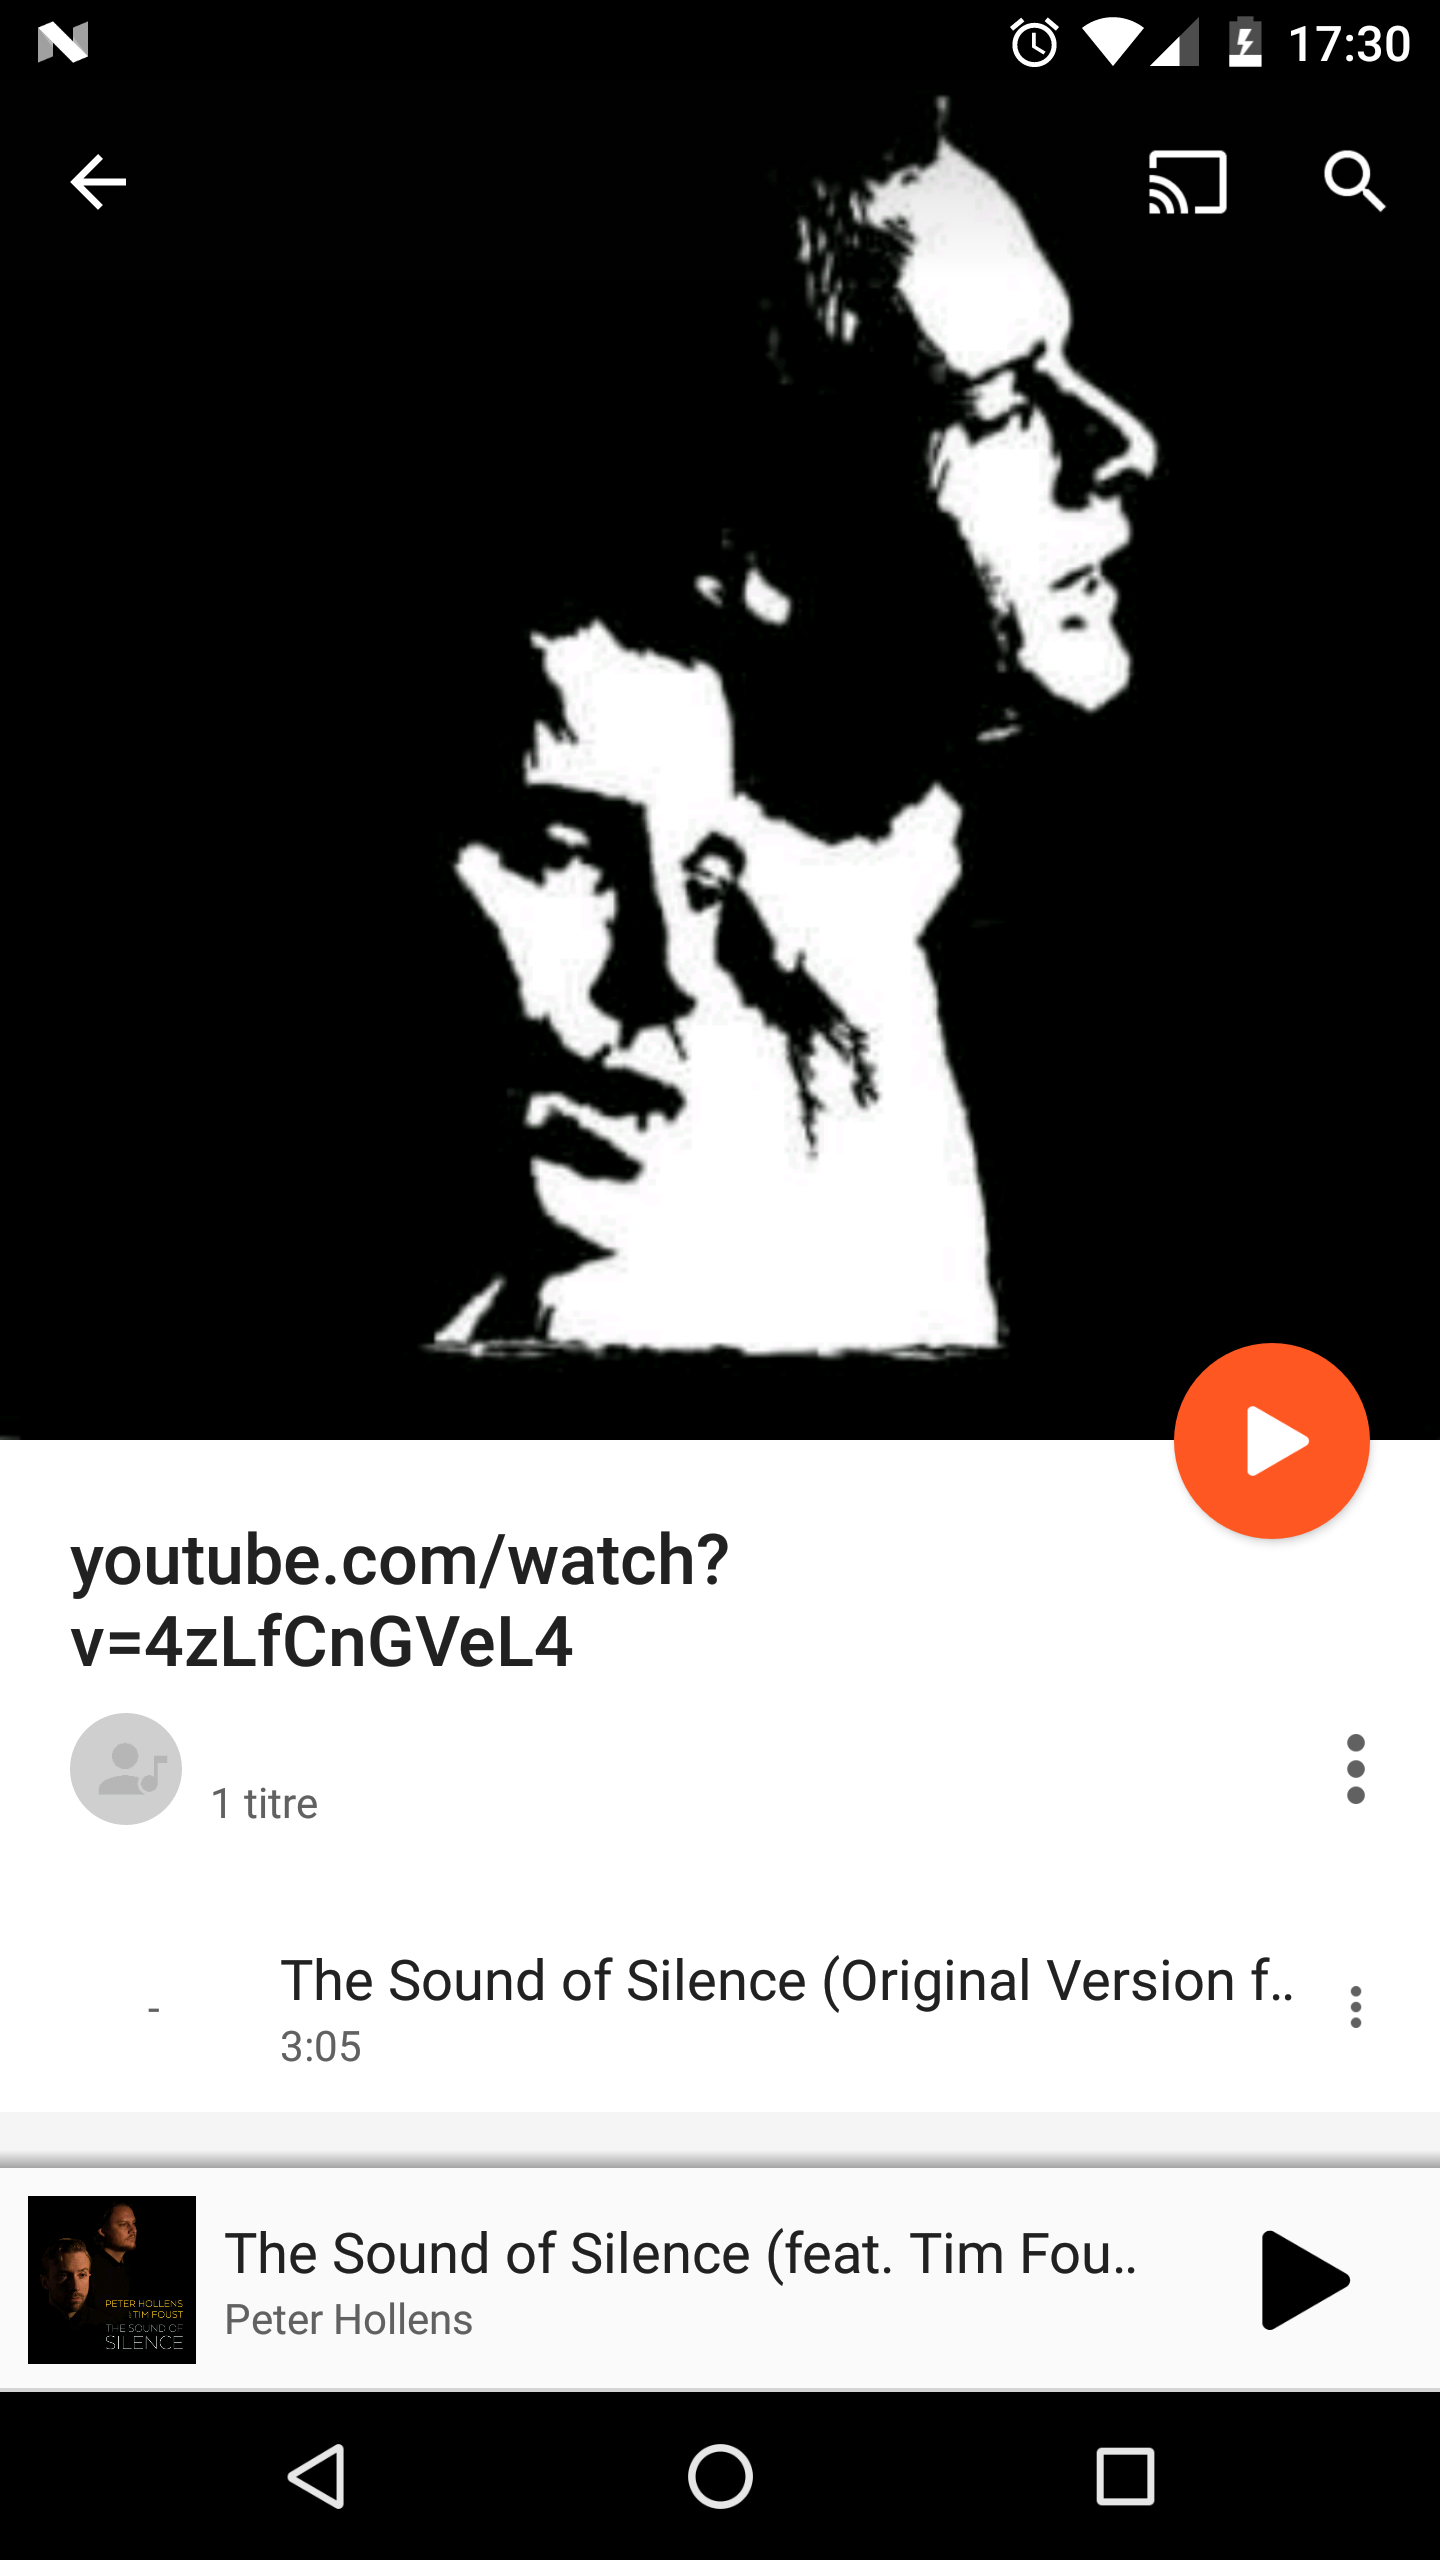 17:30
youtube.com/watch?
v=4zLfCnGVeL4
1 titre
-
The Sound of Silence (Original Version f..
3:05
PETER HOLLENS
TIM FOUST
THE SOUND OF
SILENCE
The Sound of Silence (feat. Tim Fou..
Peter Hollens